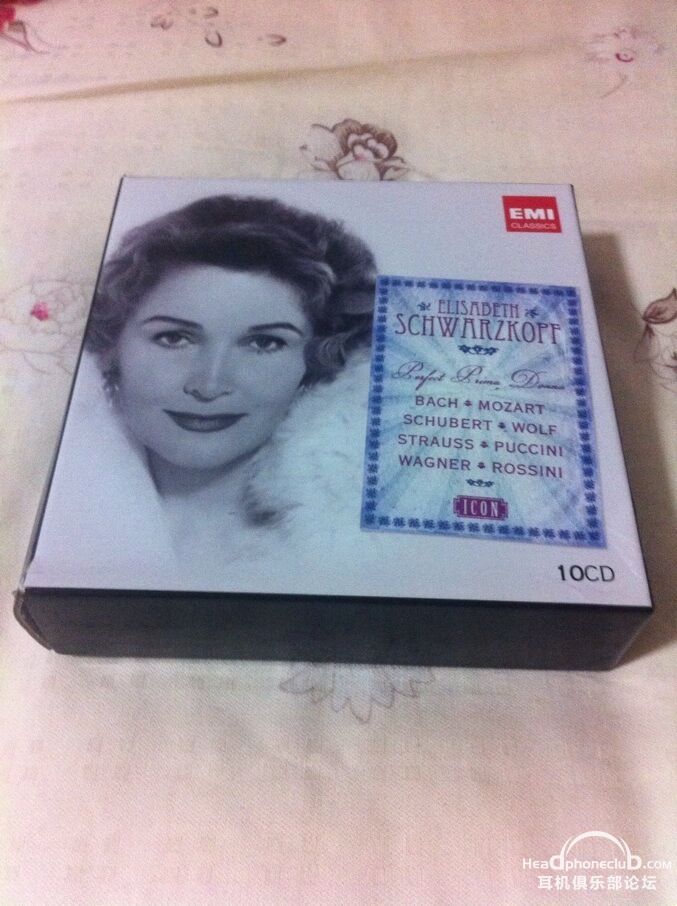 EMI
CLASSICS
ELISABETH
SCHWARZKOPF
Perfect Prima Donna
BACH MOZART
SCHUBERT WOLF
STRAUSS PUCCINI
WAGNER ROSSINI
ICON
10CD
Headphoneclub.com
耳机俱乐部论坛